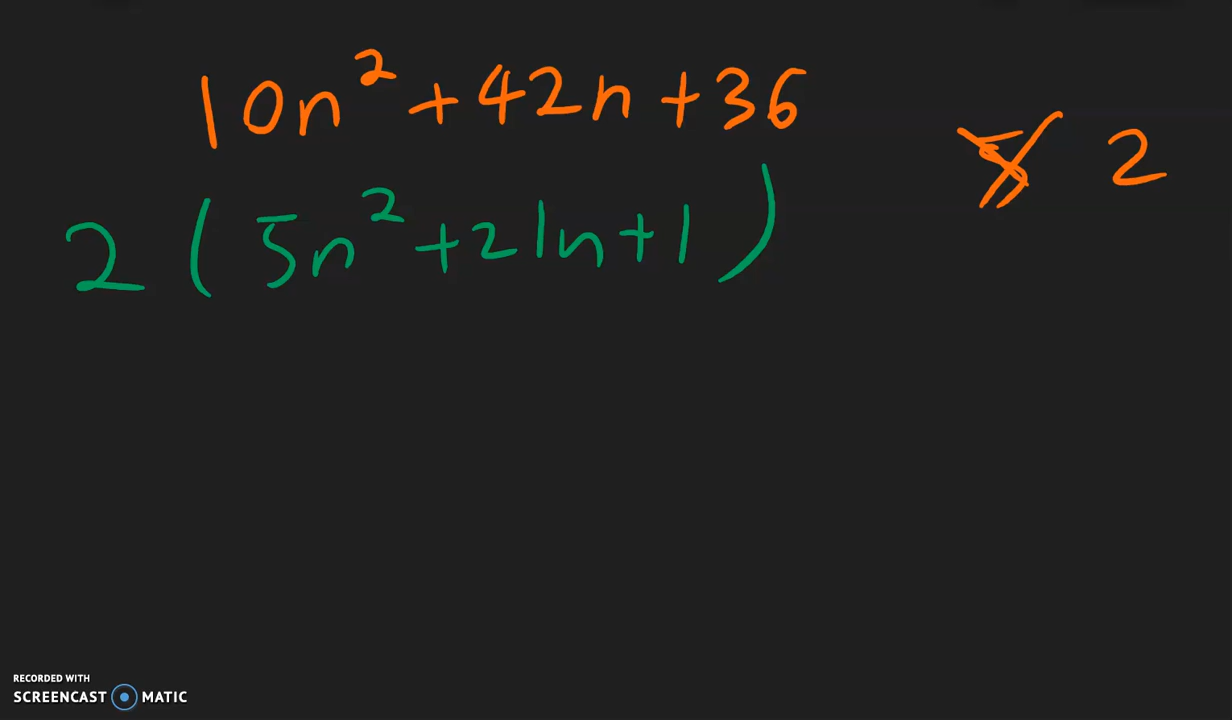 10n² + 42n + 36
2
2 ( 5n² + 21n + 1 )
RECORDED WITH
SCREENCAST MATIC